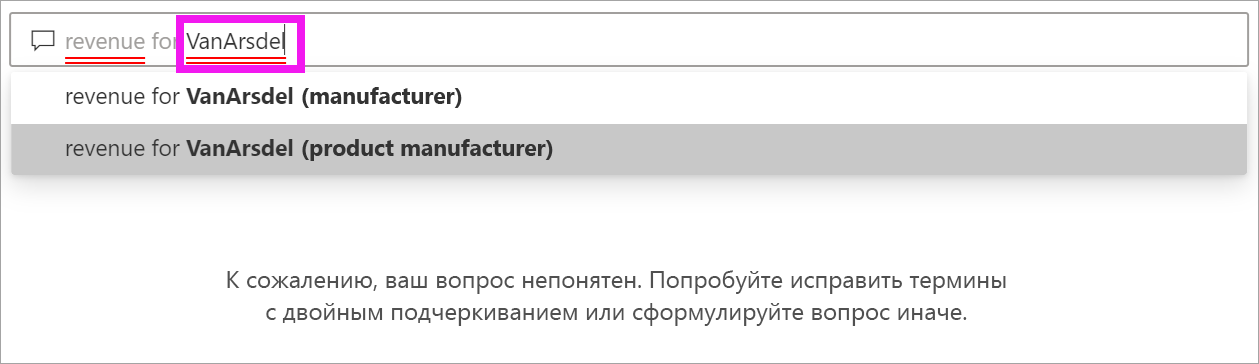 revenue for VanArsdel
revenue for VanArsdel (manufacturer)
revenue for VanArsdel (product manufacturer)
К сожалению, ваш вопрос непонятен. Попробуйте исправить термины
с двойным подчеркиванием или сформулируйте вопрос иначе.